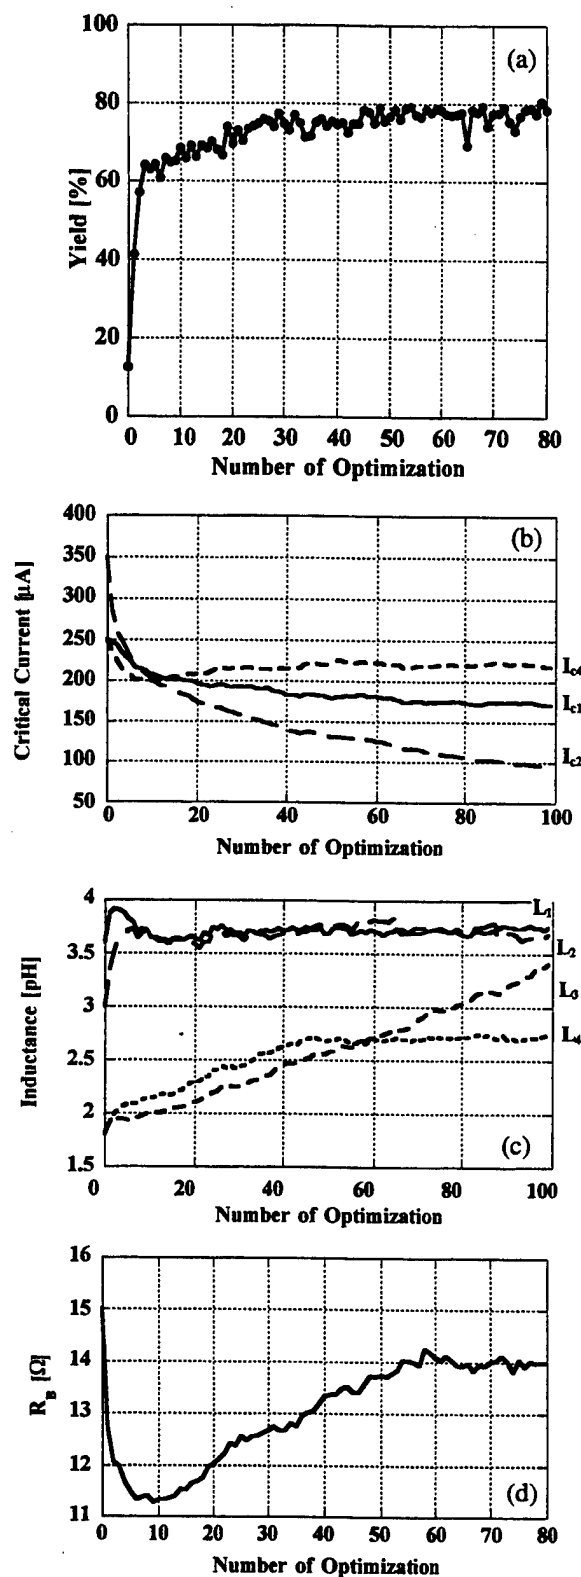 100
80
60
40
20
0
Yield [%]
(a)
0 10 20 30 40 50 60 70 80
Number of Optimization
400
350
300
250
200
150
100
50
Critical Current [µA]
(b)
Ic4
Ic1
Ic2
0 20 40 60 80 100
Number of Optimization
4
3.5
3
2.5
2
1.5
Inductance [pH]
L1
L2
L3
L4
(c)
0 20 40 60 80 100
Number of Optimization
16
15
14
13
12
11
RB [Ω]
(d)
0 10 20 30 40 50 60 70 80
Number of Optimization